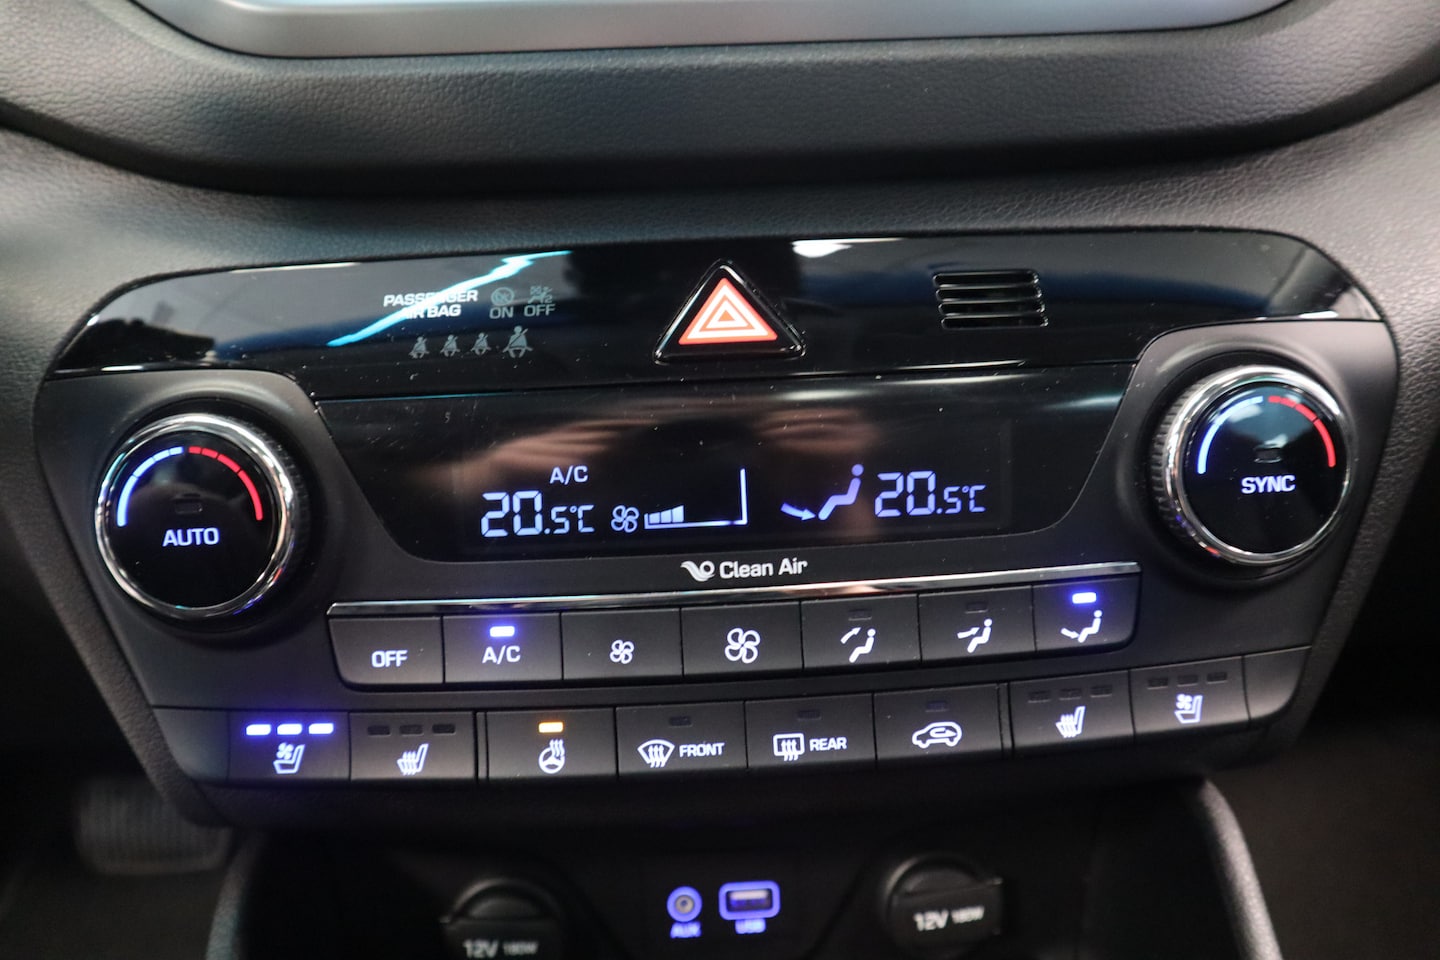 PASSENGER
AIR BAG
ON OFF
A/C
20.5°C
20.5°C
AUTO
SYNC
Clean Air
OFF
A/C
FRONT
REAR
AUX
USB
12V 180W
12V 180W